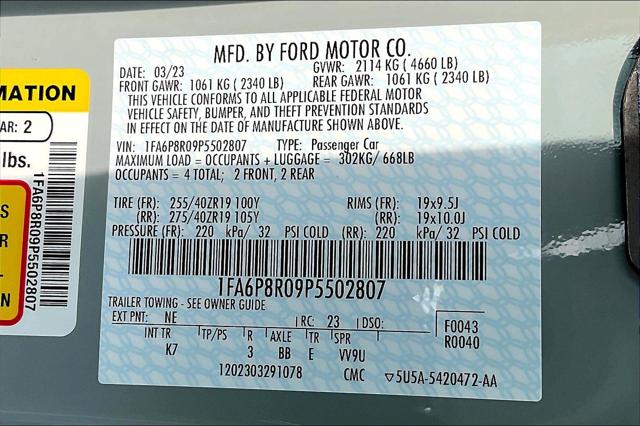 MFD. BY FORD MOTOR CO.
DATE: 03/23 GVWR: 2114 KG ( 4660 LB)
FRONT GAWR: 1061 KG ( 2340 LB) REAR GAWR: 1061 KG ( 2340 LB)
THIS VEHICLE CONFORMS TO ALL APPLICABLE FEDERAL MOTOR
VEHICLE SAFETY, BUMPER, AND THEFT PREVENTION STANDARDS
IN EFFECT ON THE DATE OF MANUFACTURE SHOWN ABOVE.
VIN: 1FA6P8R09P5502807 TYPE: Passenger Car
MAXIMUM LOAD = OCCUPANTS + LUGGAGE = 302KG/ 668LB
OCCUPANTS = 4 TOTAL; 2 FRONT, 2 REAR
TIRE (FR): 255/40ZR19 100Y RIMS (FR): 19x9.5J
(RR): 275/40ZR19 105Y (RR): 19x10.0J
PRESSURE (FR): 220 kPa/ 32 PSI COLD (RR): 220 kPa/ 32 PSI COLD
1FA6P8R09P5502807
TRAILER TOWING - SEE OWNER GUIDE
EXT PNT: NE RC: 23 DSO: F0043
INT TR TP/PS R AXLE TR SPR R0040
K7 3 BB E VV9U
1202303291078 CMC ▽5U5A-5420472-AA
MATION
AR: 2
lbs.
S
R
ON
1FA6P8R09P5502807